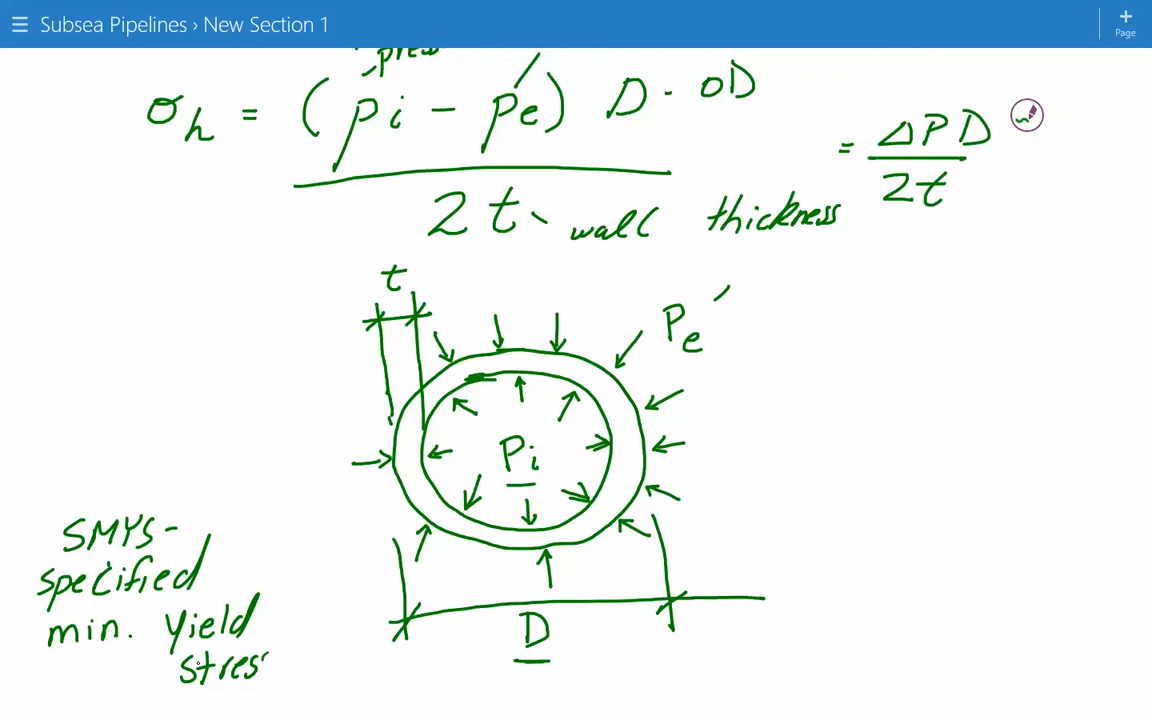 Subsea Pipelines › New Section 1
Page
press
σh = (pi - pe) D - OD
2t - wall thickness
= ΔPD
2t
t
Pe
Pi
SMYS-
specified
min. yield
stress
D